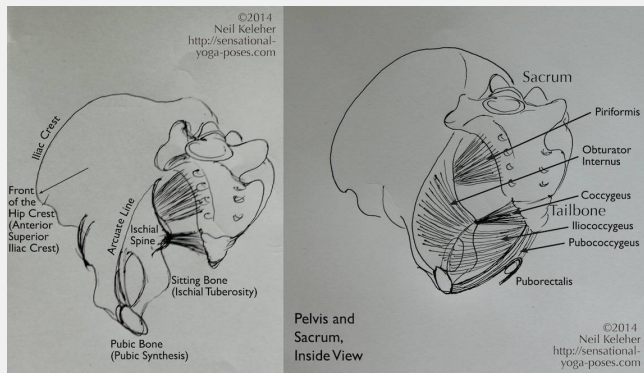 ©2014
Neil Keleher
http://sensational-
yoga-poses.com
Iliac Crest
Front
of the
Hip Crest
(Anterior
Superior
Iliac Crest)
Arcuate Line
Ischial
Spine
Sitting Bone
(Ischial Tuberosity)
Pubic Bone
(Pubic Synthesis)
Sacrum
Piriformis
Obturator
Internus
Coccygeus
Tailbone
Iliococcygeus
Pubococcygeus
Puborectalis
Pelvis and
Sacrum,
Inside View
©2014
Neil Keleher
http://sensational-
yoga-poses.com